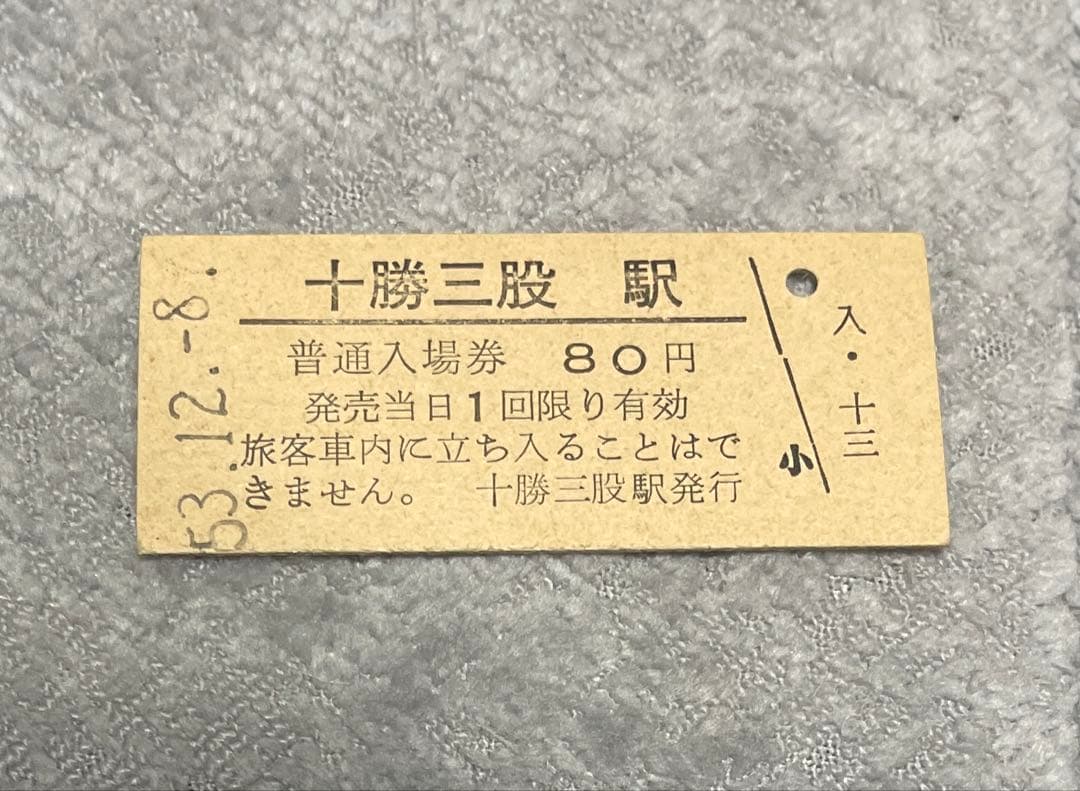 十勝三股 駅
普通入場券 80円
発売当日1回限り有効
旅客車内に立ち入ることはで
きません。 十勝三股駅発行
53.12.-8.
入・十三
小